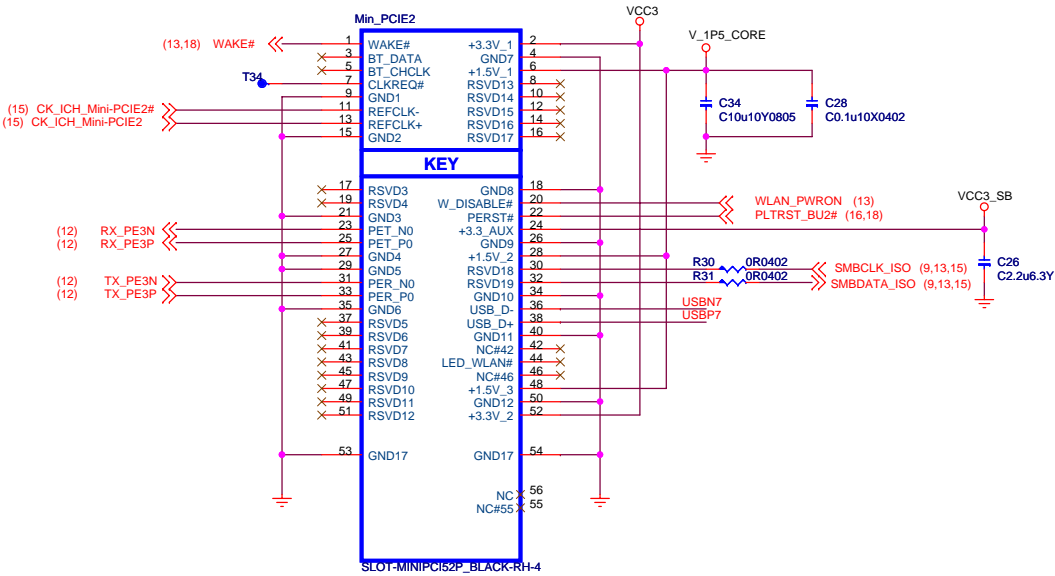 Min_PCIE2
VCC3
V_1P5_CORE
(13,18) WAKE# 1 WAKE# +3.3V_1 2
3 BT_DATA GND7 4
5 BT_CHCLK +1.5V_1 6
T34 7 CLKREQ# RSVD13 8
9 GND1 RSVD14 10
(15) CK_ICH_Mini-PCIE2# 11 REFCLK- RSVD15 12
(15) CK_ICH_Mini-PCIE2 13 REFCLK+ RSVD16 14
15 GND2 RSVD17 16
C34
C10u10Y0805
C28
C0.1u10X0402
KEY
17 RSVD3 GND8 18
19 RSVD4 W_DISABLE# 20 WLAN_PWRON (13)
21 GND3 PERST# 22 PLTRST_BU2# (16,18)
VCC3_SB
(12) RX_PE3N 23 PET_N0 +3.3_AUX 24
(12) RX_PE3P 25 PET_P0 GND9 26
27 GND4 +1.5V_2 28
29 GND5 RSVD18 30 R30 0R0402 SMBCLK_ISO (9,13,15)
(12) TX_PE3N 31 PER_N0 RSVD19 32 R31 0R0402 SMBDATA_ISO (9,13,15)
C26
C2.2u6.3Y
(12) TX_PE3P 33 PER_P0 GND10 34
35 GND6 USB_D- 36 USBN7
37 RSVD5 USB_D+ 38 USBP7
39 RSVD6 GND11 40
41 RSVD7 NC#42 42
43 RSVD8 LED_WLAN# 44
45 RSVD9 NC#46 46
47 RSVD10 +1.5V_3 48
49 RSVD11 GND12 50
51 RSVD12 +3.3V_2 52
53 GND17 GND17 54
NC 56
NC#55 55
SLOT-MINIPCI52P_BLACK-RH-4